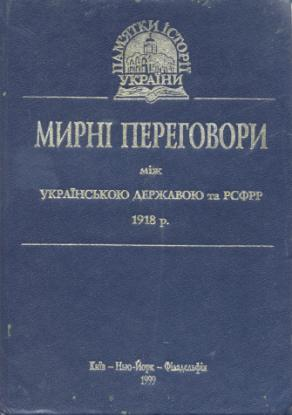 ПАМ'ЯТКИ ІСТОРІЇ
УКРАЇНИ
МИРНІ ПЕРЕГОВОРИ
між
УКРАЇНСЬКОЮ ДЕРЖАВОЮ та РСФРР
1918 р.
Київ – Нью-Йорк – Філадельфія
1999